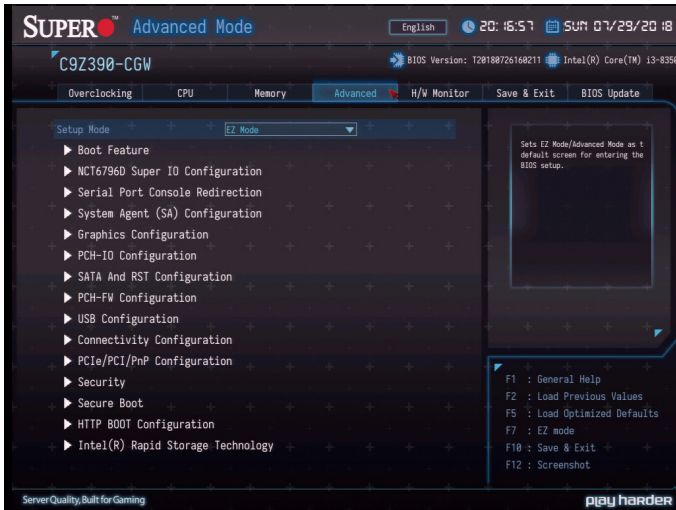 SUPER™ Advanced Mode
English
20:16:57
SUN 07/29/2018
C9Z390-CGW
BIOS Version: T20180726160211
Intel(R) Core(TM) i3-8350
Overclocking CPU Memory Advanced H/W Monitor Save & Exit BIOS Update
Setup Mode EZ Mode
Boot Feature
NCT6796D Super IO Configuration
Serial Port Console Redirection
System Agent (SA) Configuration
Graphics Configuration
PCH-IO Configuration
SATA And RST Configuration
PCH-FW Configuration
USB Configuration
Connectivity Configuration
PCIe/PCI/PnP Configuration
Security
Secure Boot
HTTP BOOT Configuration
Intel(R) Rapid Storage Technology
Sets EZ Mode/Advanced Mode as t
default screen for entering the
BIOS setup.
F1 : General Help
F2 : Load Previous Values
F5 : Load Optimized Defaults
F7 : EZ mode
F10 : Save & Exit
F12 : Screenshot
Server Quality, Built for Gaming
play harder